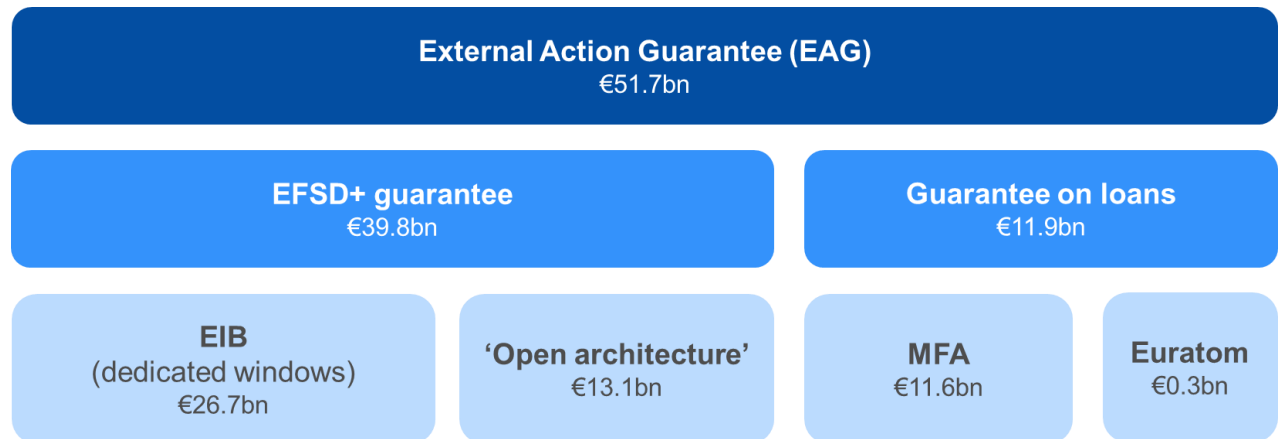 External Action Guarantee (EAG)
€51.7bn
EFSD+ guarantee
€39.8bn
Guarantee on loans
€11.9bn
EIB
(dedicated windows)
€26.7bn
‘Open architecture’
€13.1bn
MFA
€11.6bn
Euratom
€0.3bn